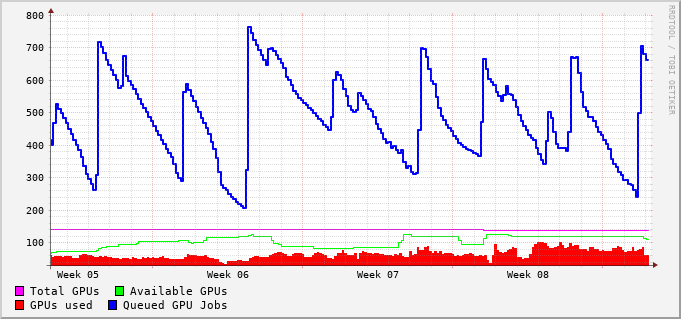 800
700
600
500
400
300
200
100
Week 05 Week 06 Week 07 Week 08
Total GPUs Available GPUs
GPUs used Queued GPU Jobs
RRDTOOL / TOBI OETIKER